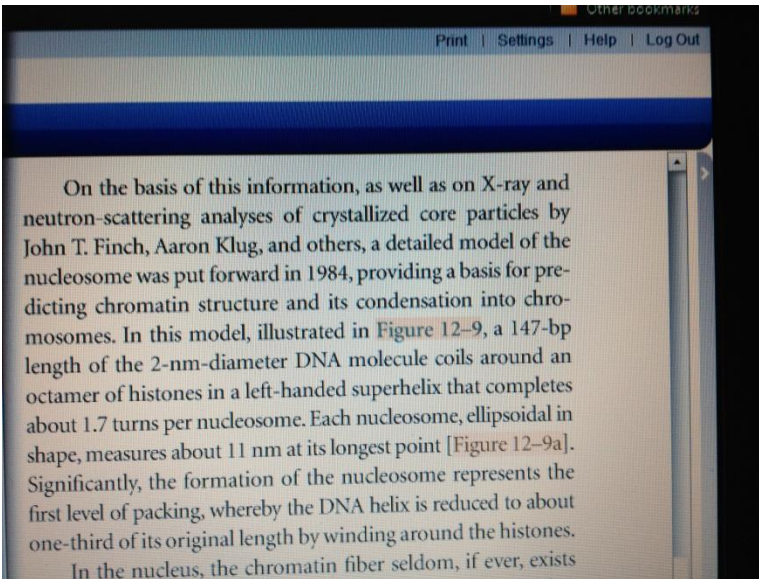 Other bookmarks
Print | Settings | Help | Log Out
On the basis of this information, as well as on X-ray and
neutron-scattering analyses of crystallized core particles by
John T. Finch, Aaron Klug, and others, a detailed model of the
nucleosome was put forward in 1984, providing a basis for pre-
dicting chromatin structure and its condensation into chro-
mosomes. In this model, illustrated in Figure 12–9, a 147-bp
length of the 2-nm-diameter DNA molecule coils around an
octamer of histones in a left-handed superhelix that completes
about 1.7 turns per nucleosome. Each nucleosome, ellipsoidal in
shape, measures about 11 nm at its longest point [Figure 12–9a].
Significantly, the formation of the nucleosome represents the
first level of packing, whereby the DNA helix is reduced to about
one-third of its original length by winding around the histones.
In the nucleus, the chromatin fiber seldom, if ever, exists